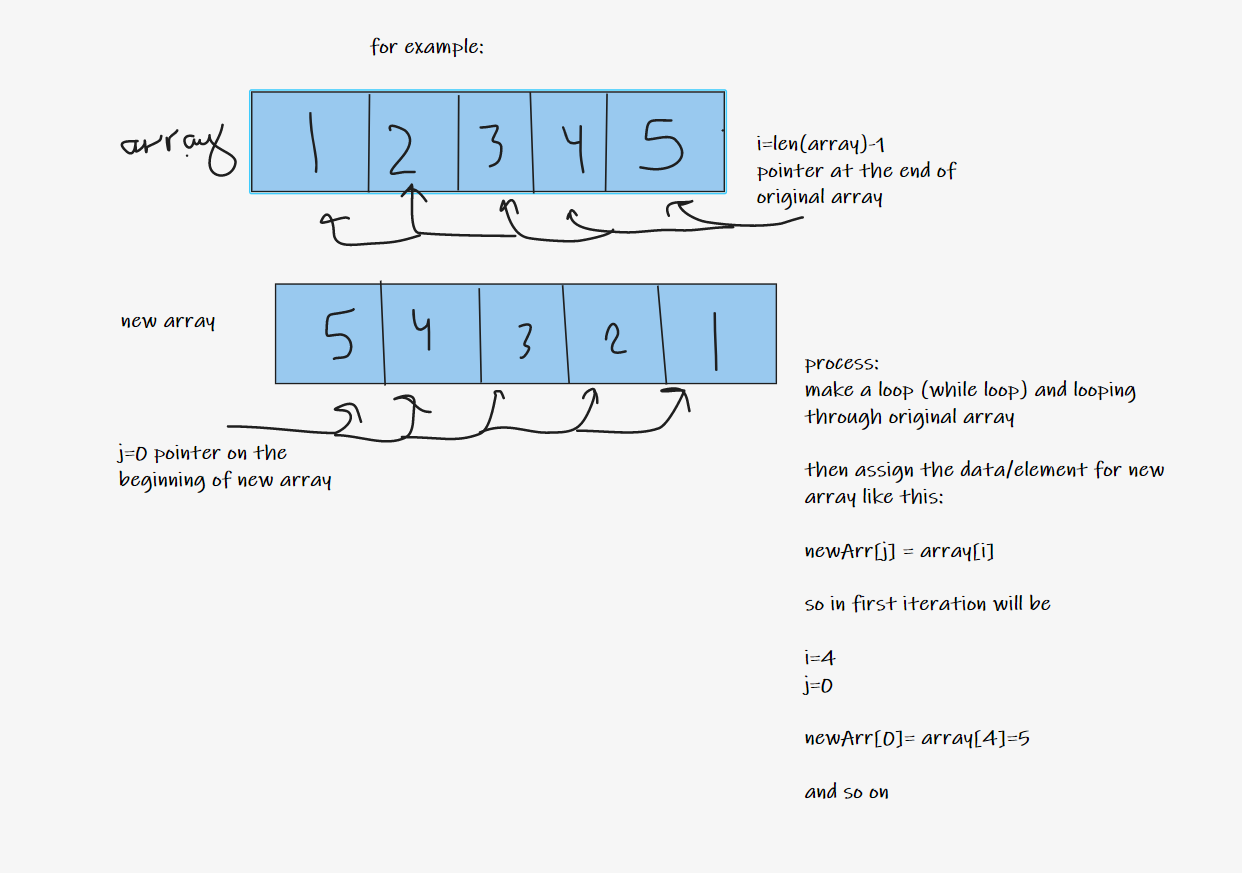 for example:
array
1 2 3 4 5
i=len(array)-1
pointer at the end of
original array
new array
5 4 3 2 1
j=0 pointer on the
beginning of new array
process:
make a loop (while loop) and looping
through original array
then assign the data/element for new
array like this:
newArr[j] = array[i]
so in first iteration will be
i=4
j=0
newArr[0]= array[4]=5
and so on